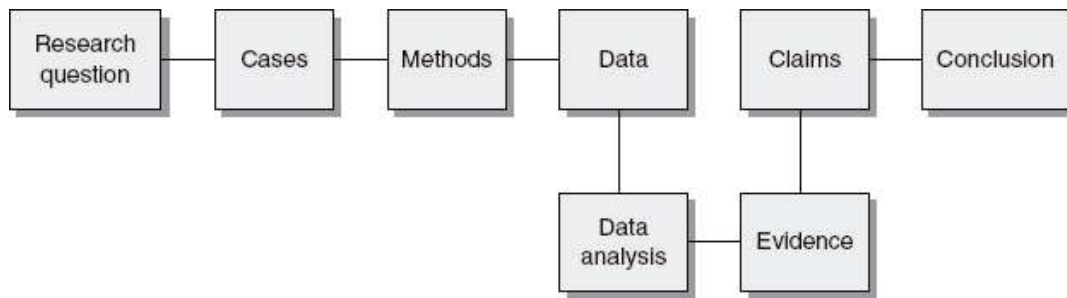 Research
question
Cases
Methods
Data
Claims
Conclusion
Data
analysis
Evidence